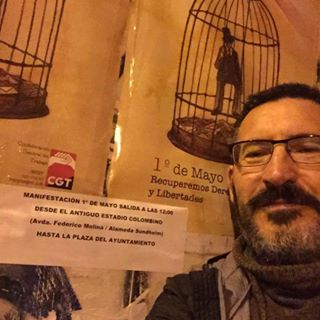 1º de Mayo
Recuperemos Dere
y Libertades
CGT
MANIFESTACIÓN 1º DE MAYO SALIDA A LAS 12:00
DESDE EL ANTIGUO ESTADIO COLOMBINO
(Avda. Federico Molina / Alameda Sundheim)
HASTA LA PLAZA DEL AYUNTAMIENTO